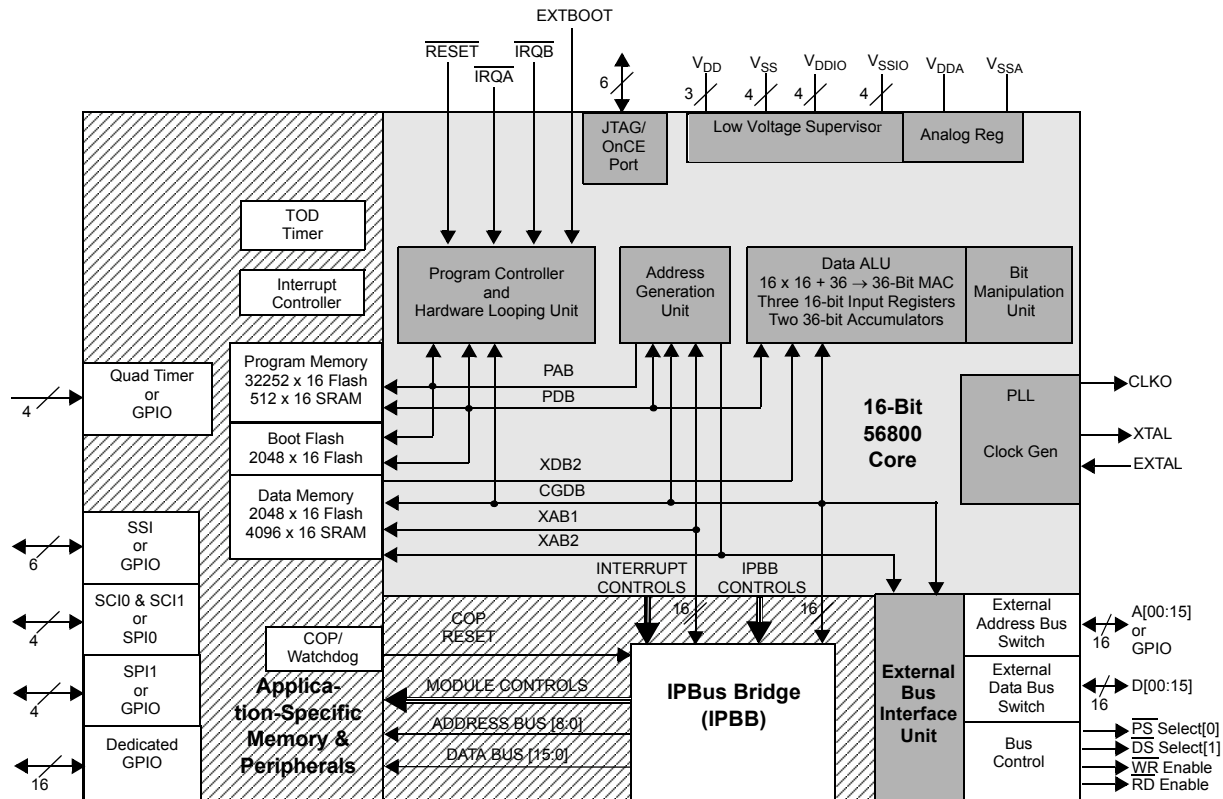 EXTBOOT
RESET
IRQB
IRQA
6
VDD
VSS
VDDIO
VSSIO
VDDA
VSSA
3
4
4
4
JTAG/
OnCE
Port
Low Voltage Supervisor
Analog Reg
TOD
Timer
Interrupt
Controller
Program Controller
and
Hardware Looping Unit
Address
Generation
Unit
Data ALU
16 x 16 + 36 → 36-Bit MAC
Three 16-bit Input Registers
Two 36-bit Accumulators
Bit
Manipulation
Unit
Quad Timer
or
GPIO
4
Program Memory
32252 x 16 Flash
512 x 16 SRAM
Boot Flash
2048 x 16 Flash
Data Memory
2048 x 16 Flash
4096 x 16 SRAM
PAB
PDB
XDB2
CGDB
XAB1
XAB2
16-Bit
56800
Core
PLL
Clock Gen
CLKO
XTAL
EXTAL
SSI
or
GPIO
6
SCI0 & SCI1
or
SPI0
4
SPI1
or
GPIO
4
Dedicated
GPIO
16
INTERRUPT
CONTROLS
16
IPBB
CONTROLS
16
COP/
Watchdog
COP
RESET
MODULE CONTROLS
ADDRESS BUS [8:0]
DATA BUS [15:0]
Applica-
tion-Specific
Memory &
Peripherals
IPBus Bridge
(IPBB)
External
Bus
Interface
Unit
External
Address Bus
Switch
External
Data Bus
Switch
Bus
Control
16
A[00:15]
or
GPIO
16
D[00:15]
PS Select[0]
DS Select[1]
WR Enable
RD Enable